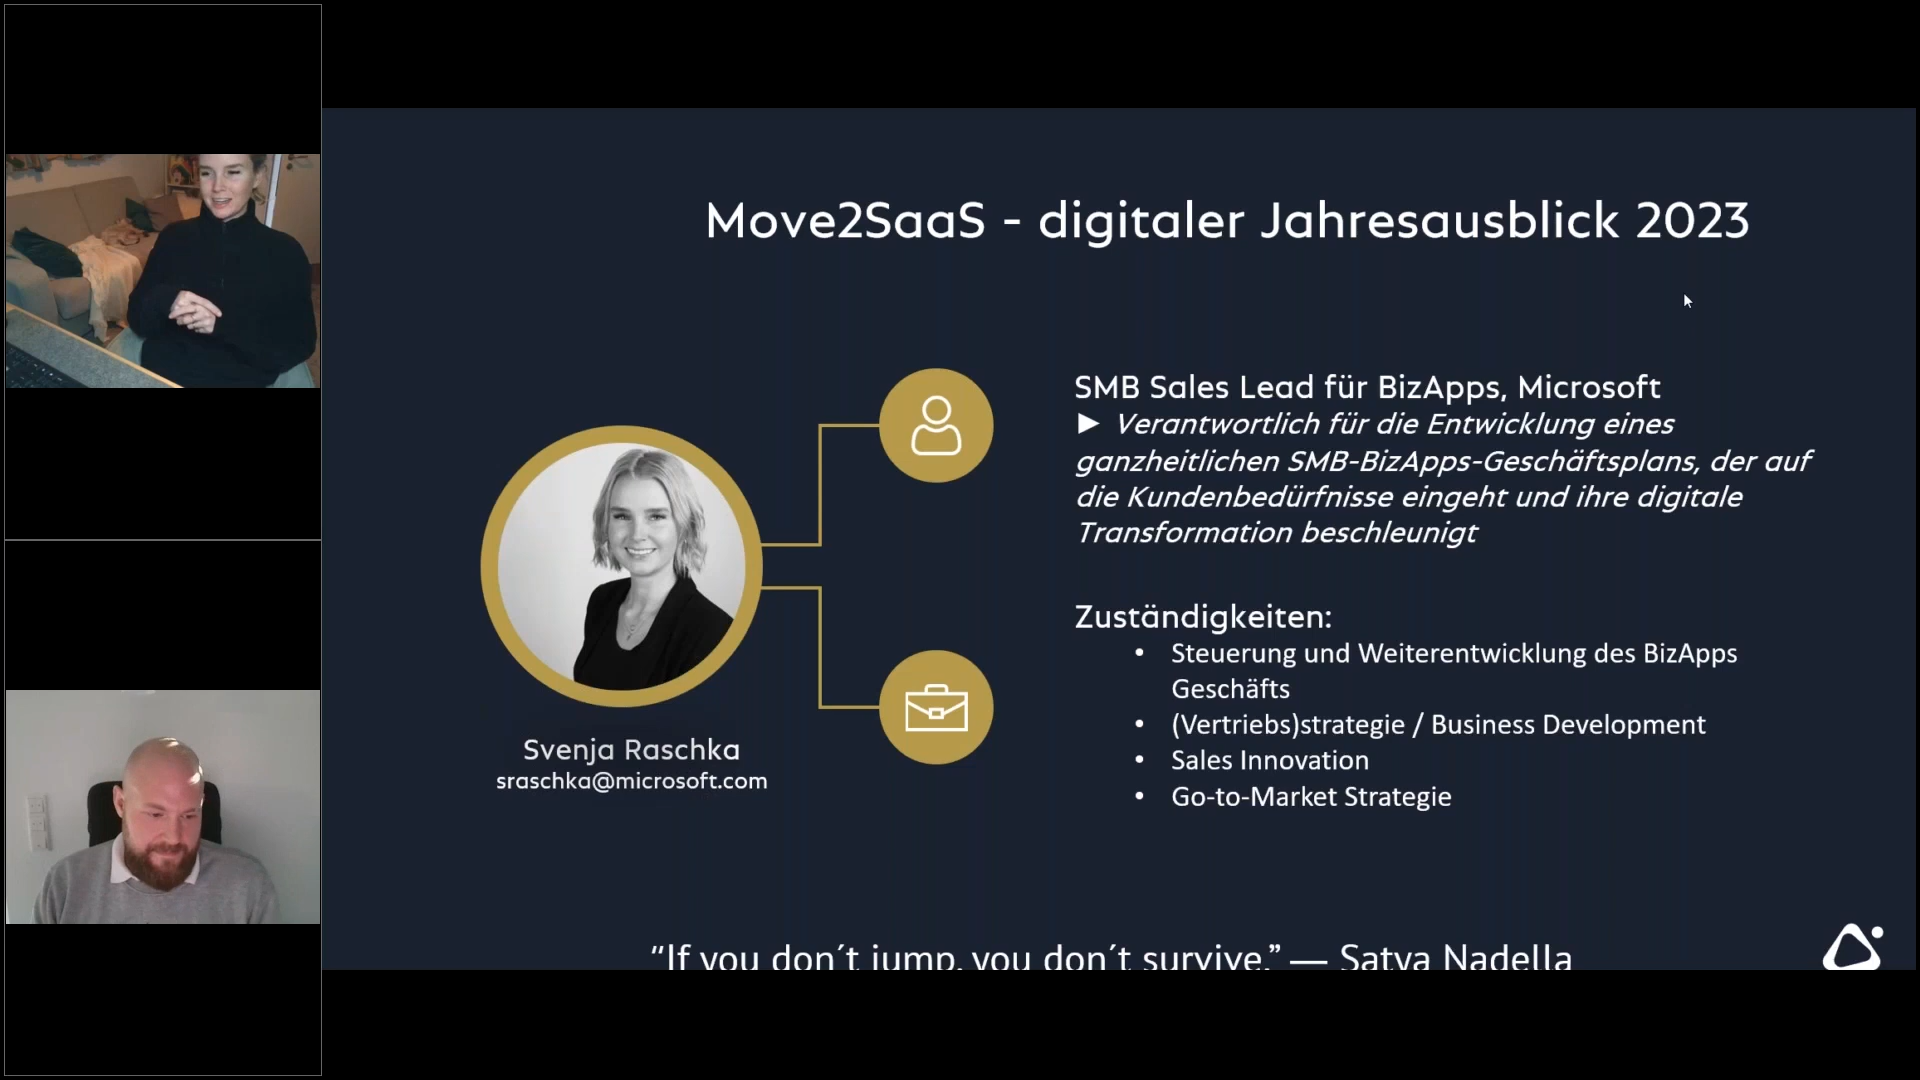 Move2SaaS - digitaler Jahresausblick 2023
SMB Sales Lead für BizApps, Microsoft
► Verantwortlich für die Entwicklung eines
ganzheitlichen SMB-BizApps-Geschäftsplans, der auf
die Kundenbedürfnisse eingeht und ihre digitale
Transformation beschleunigt
Zuständigkeiten:
• Steuerung und Weiterentwicklung des BizApps
Geschäfts
• (Vertriebs)strategie / Business Development
• Sales Innovation
• Go-to-Market Strategie
Svenja Raschka
sraschka@microsoft.com
“If you don´t jump, you don´t survive.” — Satya Nadella